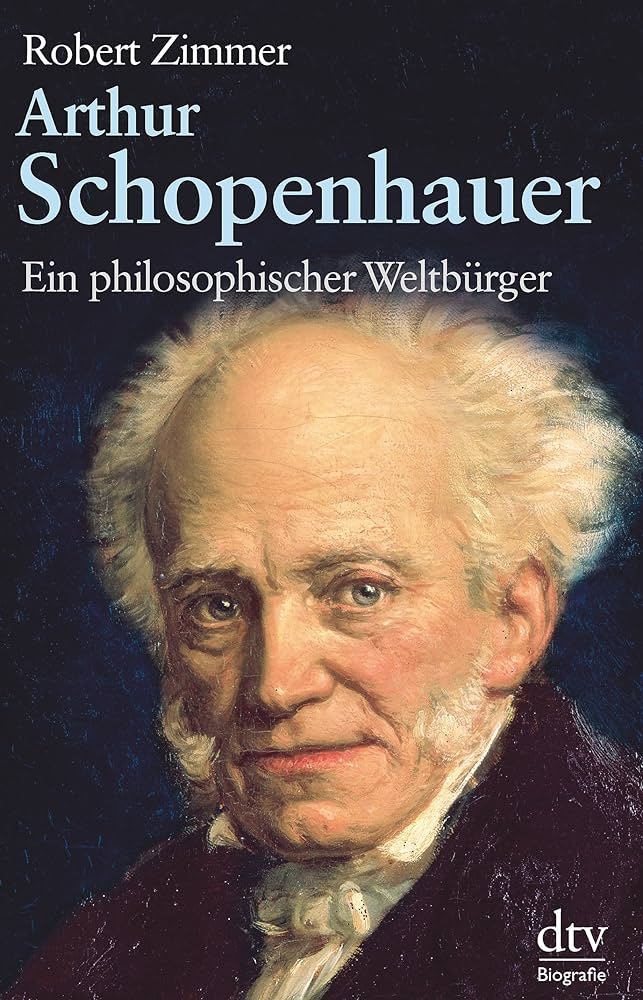 Robert Zimmer
Arthur
Schopenhauer
Ein philosophischer Weltbürger
dtv
Biografie